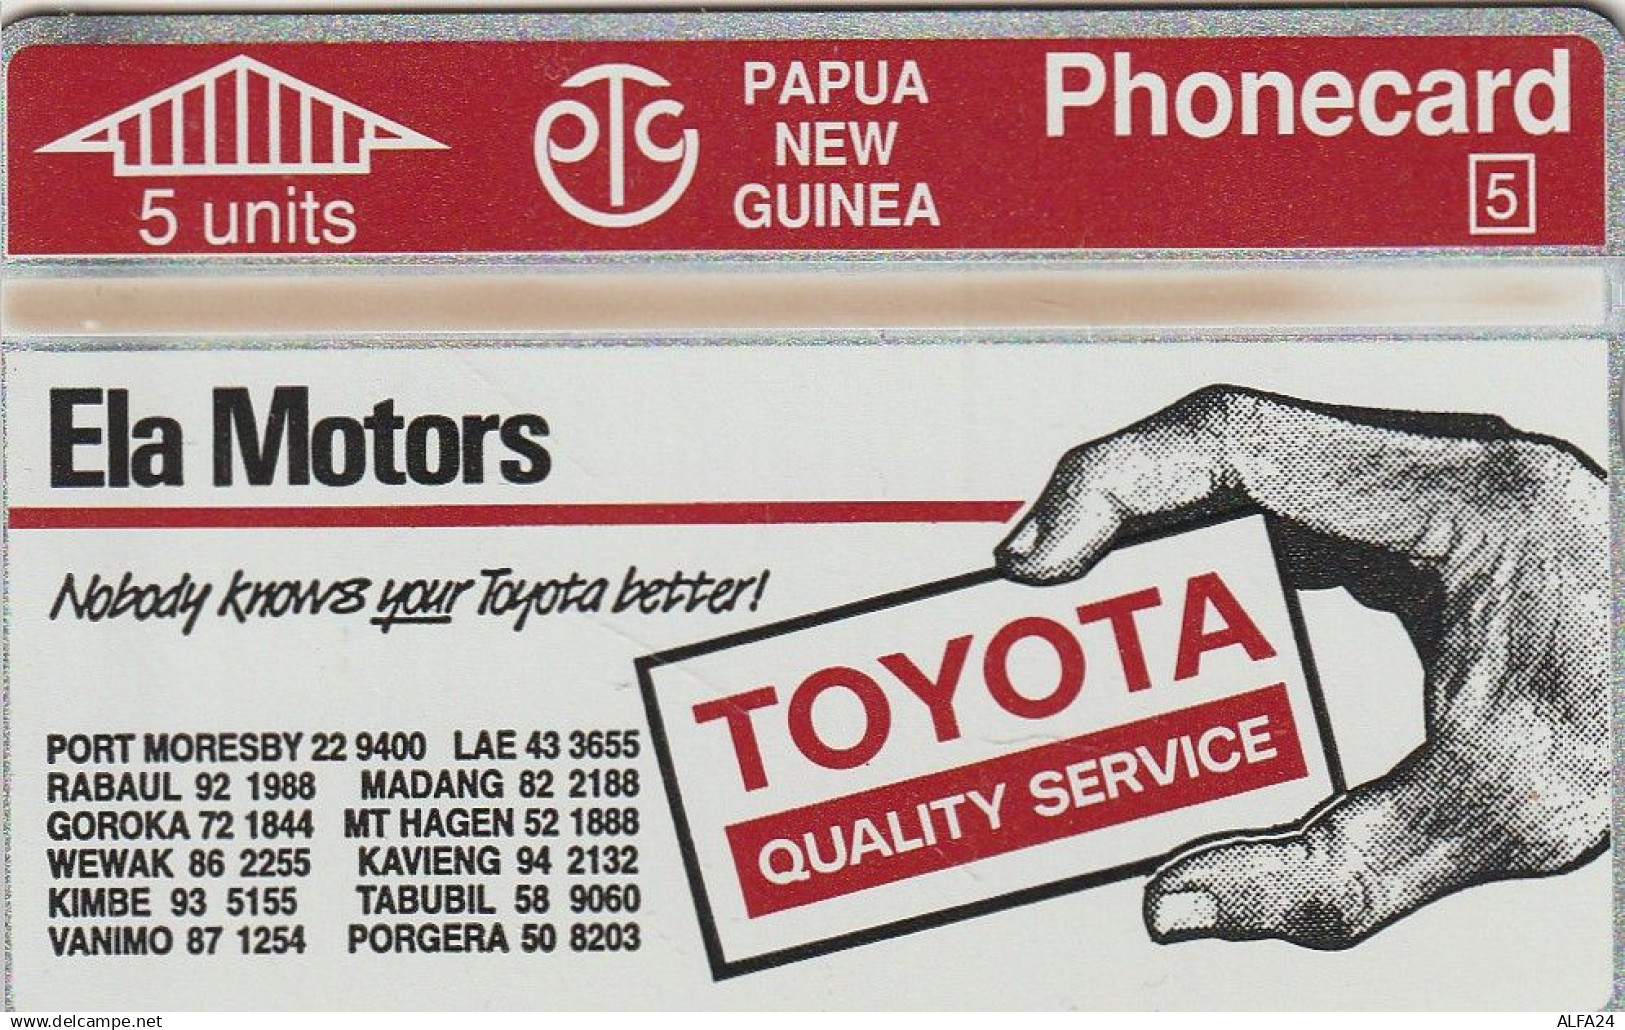 PAPUA NEW GUINEA
Phonecard
5 units
PTC
5
Ela Motors
Nobody knows your Toyota better!
PORT MORESBY 22 9400 LAE 43 3655
RABAUL 92 1988 MADANG 82 2188
GOROKA 72 1844 MT HAGEN 52 1888
WEWAK 86 2255 KAVIENG 94 2132
KIMBE 93 5155 TABUBIL 58 9060
VANIMO 87 1254 PORGERA 50 8203
TOYOTA
QUALITY SERVICE
www.delcampe.net
ALFA24